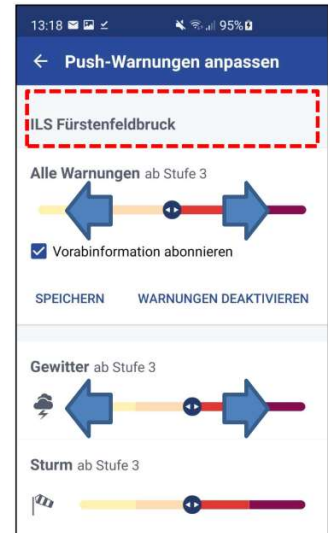 13:18 95%
Push-Warnungen anpassen
ILS Fürstenfeldbruck
Alle Warnungen ab Stufe 3
Vorabinformation abonnieren
SPEICHERN WARNUNGEN DEAKTIVIEREN
Gewitter ab Stufe 3
Sturm ab Stufe 3